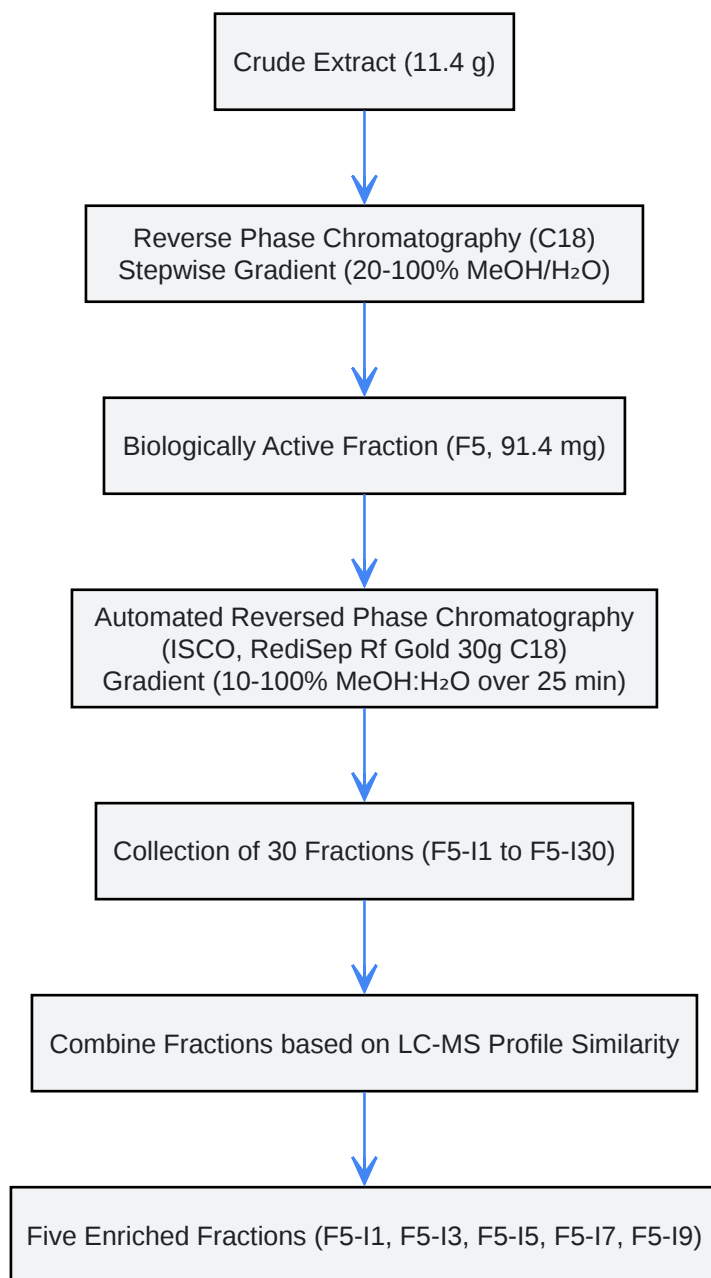 Crude Extract (11.4 g)
Reverse Phase Chromatography (C18)
Stepwise Gradient (20-100% MeOH/H₂O)
Biologically Active Fraction (F5, 91.4 mg)
Automated Reversed Phase Chromatography
(ISCO, RediSep Rf Gold 30g C18)
Gradient (10-100% MeOH:H₂O over 25 min)
Collection of 30 Fractions (F5-I1 to F5-I30)
Combine Fractions based on LC-MS Profile Similarity
Five Enriched Fractions (F5-I1, F5-I3, F5-I5, F5-I7, F5-I9)